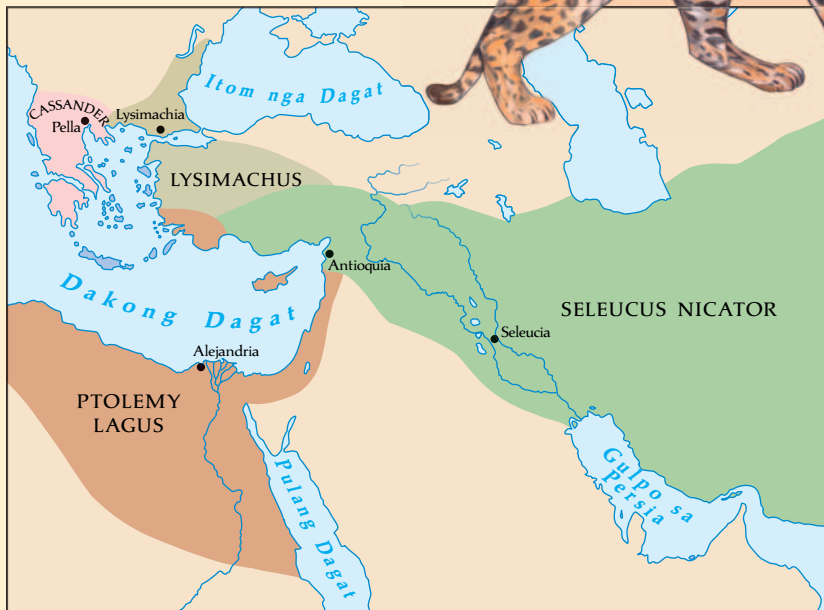 Itom nga Dagat
CASSANDER
Pella
Lysimachia
LYSIMACHUS
Antioquia
Dakong Dagat
SELEUCUS NICATOR
Seleucia
Alejandria
PTOLEMY
LAGUS
Pulang Dagat
Gulpo sa
Persia